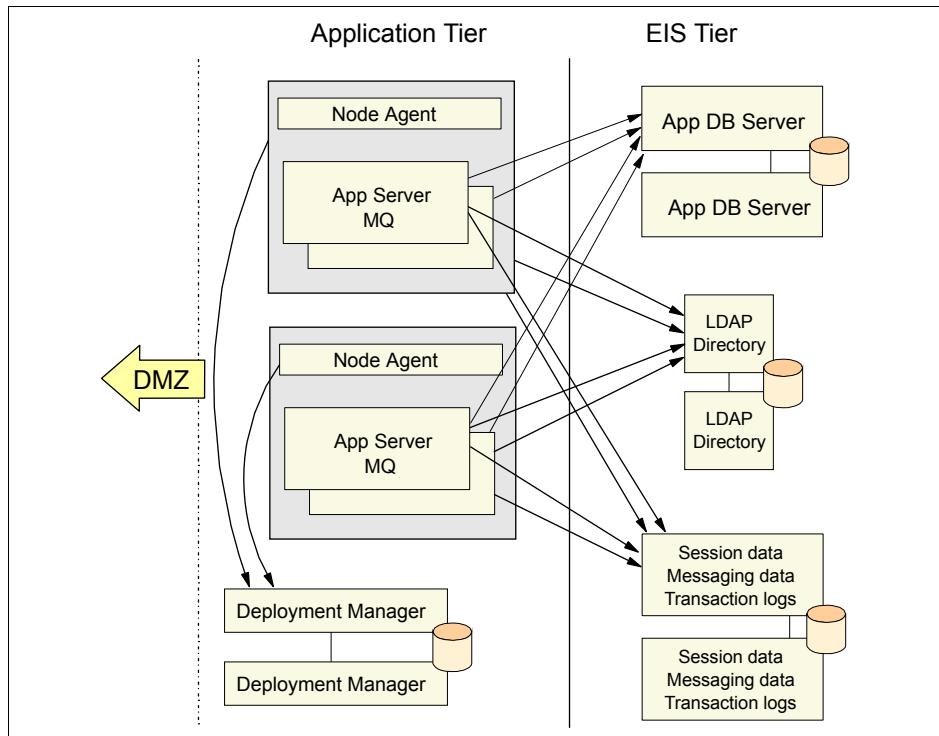 Application Tier
EIS Tier
Node Agent
App Server
MQ
App DB Server
App DB Server
LDAP
Directory
LDAP
Directory
DMZ
Node Agent
App Server
MQ
Session data
Messaging data
Transaction logs
Session data
Messaging data
Transaction logs
Deployment Manager
Deployment Manager